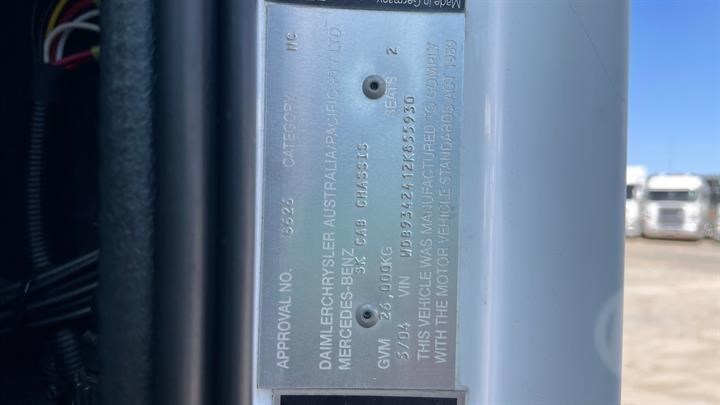 Made in Germany
APPROVAL NO. 8626 CATEGORY NC
DAIMLERCHRYSLER AUSTRALIA/PACIFIC PTY LTD
MERCEDES-BENZ SK CAB CHASSIS
GVM 26,000KG SEATS 2
3/04 VIN WDB9342412K855930
THIS VEHICLE WAS MANUFACTURED TO COMPLY
WITH THE MOTOR VEHICLE STANDARDS ACT 1989